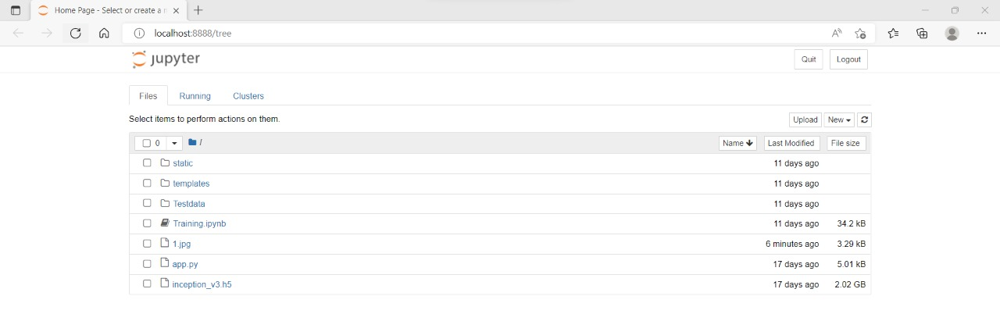 Home Page - Select or create a n
localhost:8888/tree
jupyter
Quit Logout
Files Running Clusters
Select items to perform actions on them.
Upload New
0 / Name Last Modified File size
static 11 days ago
templates 11 days ago
Testdata 11 days ago
Training.ipynb 11 days ago 34.2 kB
1.jpg 6 minutes ago 3.29 kB
app.py 17 days ago 5.01 kB
inception_v3.h5 17 days ago 2.02 GB